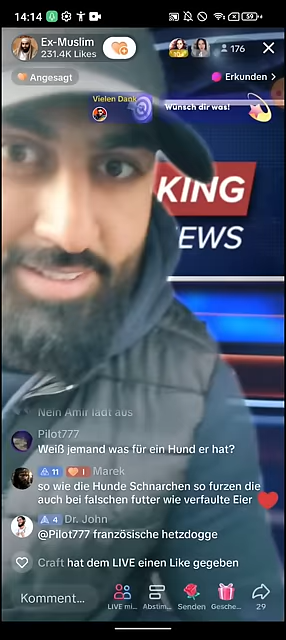 14:14
59
Ex-Muslim
231.4K Likes
176
Angesagt
Erkunden >
Vielen Dank
Wünsch dir was!
KING
EWS
Nein Amir lädt aus
Pilot777
Weiß jemand was für ein Hund er hat?
11 1 Marek
so wie die Hunde Schnarchen so furzen die
auch bei falschen futter wie verfaulte Eier
4 Dr. John
@Pilot777 französische hetzdogge
Craft hat dem LIVE einen Like gegeben
Komment...
LIVE mi... Abstim... Senden Gesche... 29